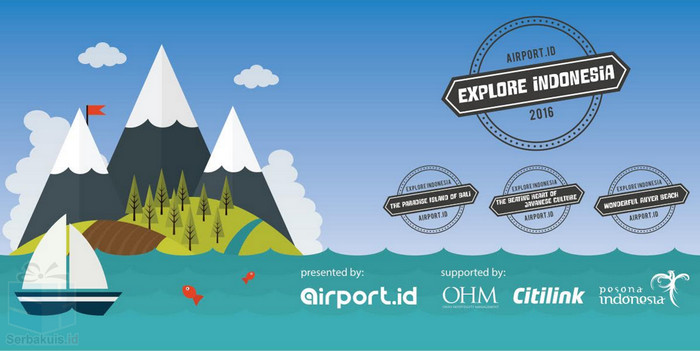 AIRPORT.ID
EXPLORE INDONESIA
2016
EXPLORE INDONESIA
THE PARADISE ISLAND OF BALI
AIRPORT.ID
EXPLORE INDONESIA
THE BEATING HEART OF
JAVANESE CULTURE
AIRPORT.ID
EXPLORE INDONESIA
WONDERFUL RIVER BEACH
AIRPORT.ID
presented by:
airport.id
supported by:
OHM
Citilink
pesona
indonesia
Serbakuis.id